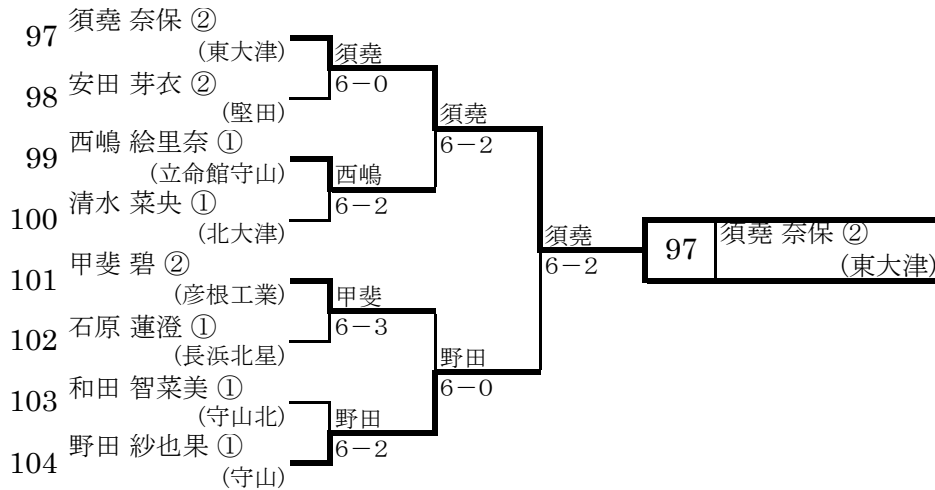 97 須堯 奈保 ②
(東大津)
98 安田 芽衣 ②
(堅田)
99 西嶋 絵里奈 ①
(立命館守山)
100 清水 菜央 ①
(北大津)
101 甲斐 碧 ②
(彦根工業)
102 石原 蓮澄 ①
(長浜北星)
103 和田 智菜美 ①
(守山北)
104 野田 紗也果 ①
(守山)
須堯
6－0
西嶋
6－2
甲斐
6－3
野田
6－2
須堯
6－2
野田
6－0
須堯
6－2
97 須堯 奈保 ②
(東大津)